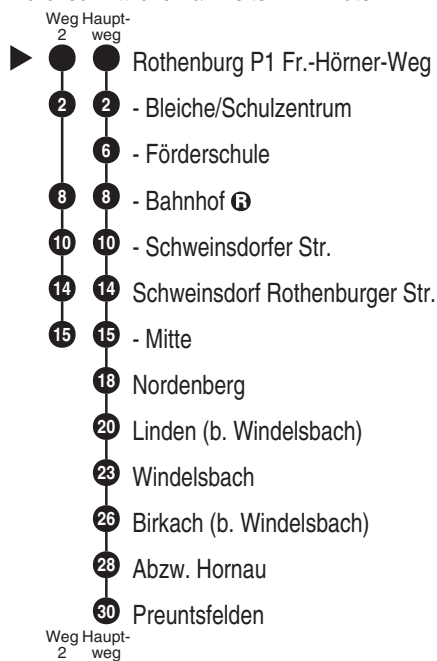 Weg Haupt-
2 weg
Rothenburg P1 Fr.-Hörner-Weg
2 2 - Bleiche/Schulzentrum
6 - Förderschule
8 8 - Bahnhof R
10 10 - Schweinsdorfer Str.
14 14 Schweinsdorf Rothenburger Str.
15 15 - Mitte
18 Nordenberg
20 Linden (b. Windelsbach)
23 Windelsbach
26 Birkach (b. Windelsbach)
28 Abzw. Hornau
30 Preuntsfelden
Weg Haupt-
2 weg